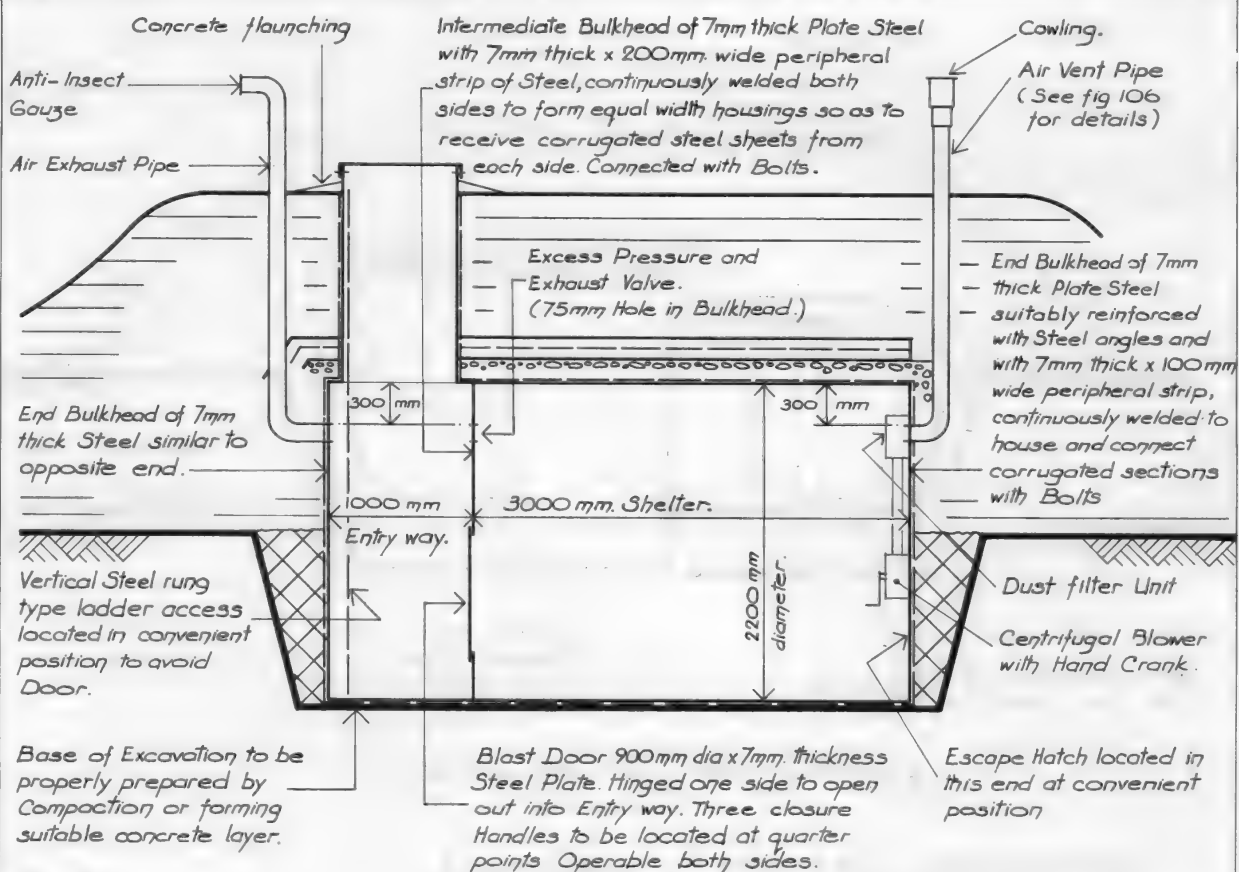 Concrete flaunching
Anti-Insect
Gauze
Air Exhaust Pipe
Intermediate Bulkhead of 7mm thick Plate Steel
with 7mm thick x 200mm. wide peripheral
strip of Steel, continuously welded both
sides to form equal width housings so as to
receive corrugated steel sheets from
each side. Connected with Bolts.
Cowling.
Air Vent Pipe
(See fig 106
for details)
Excess Pressure and
Exhaust Valve.
(75mm Hole in Bulkhead.)
End Bulkhead of 7mm
thick Plate Steel
suitably reinforced
with Steel angles and
with 7mm thick x 100mm
wide peripheral strip,
continuously welded to
house and connect
corrugated sections
with Bolts
300 mm
300 mm
End Bulkhead of 7mm
thick Steel similar to
opposite end.
1000 mm
Entry way.
3000 mm. Shelter.
2200 mm
diameter.
Vertical Steel rung
type ladder access
located in convenient
position to avoid
Door.
Dust filter Unit
Centrifugal Blower
with Hand Crank.
Base of Excavation to be
properly prepared by
Compaction or forming
suitable concrete layer.
Blast Door 900mm dia x 7mm. thickness
Steel Plate. Hinged one side to open
out into Entry way. Three closure
Handles to be located at quarter
points Operable both sides.
Escape Hatch located in
this end at convenient
position